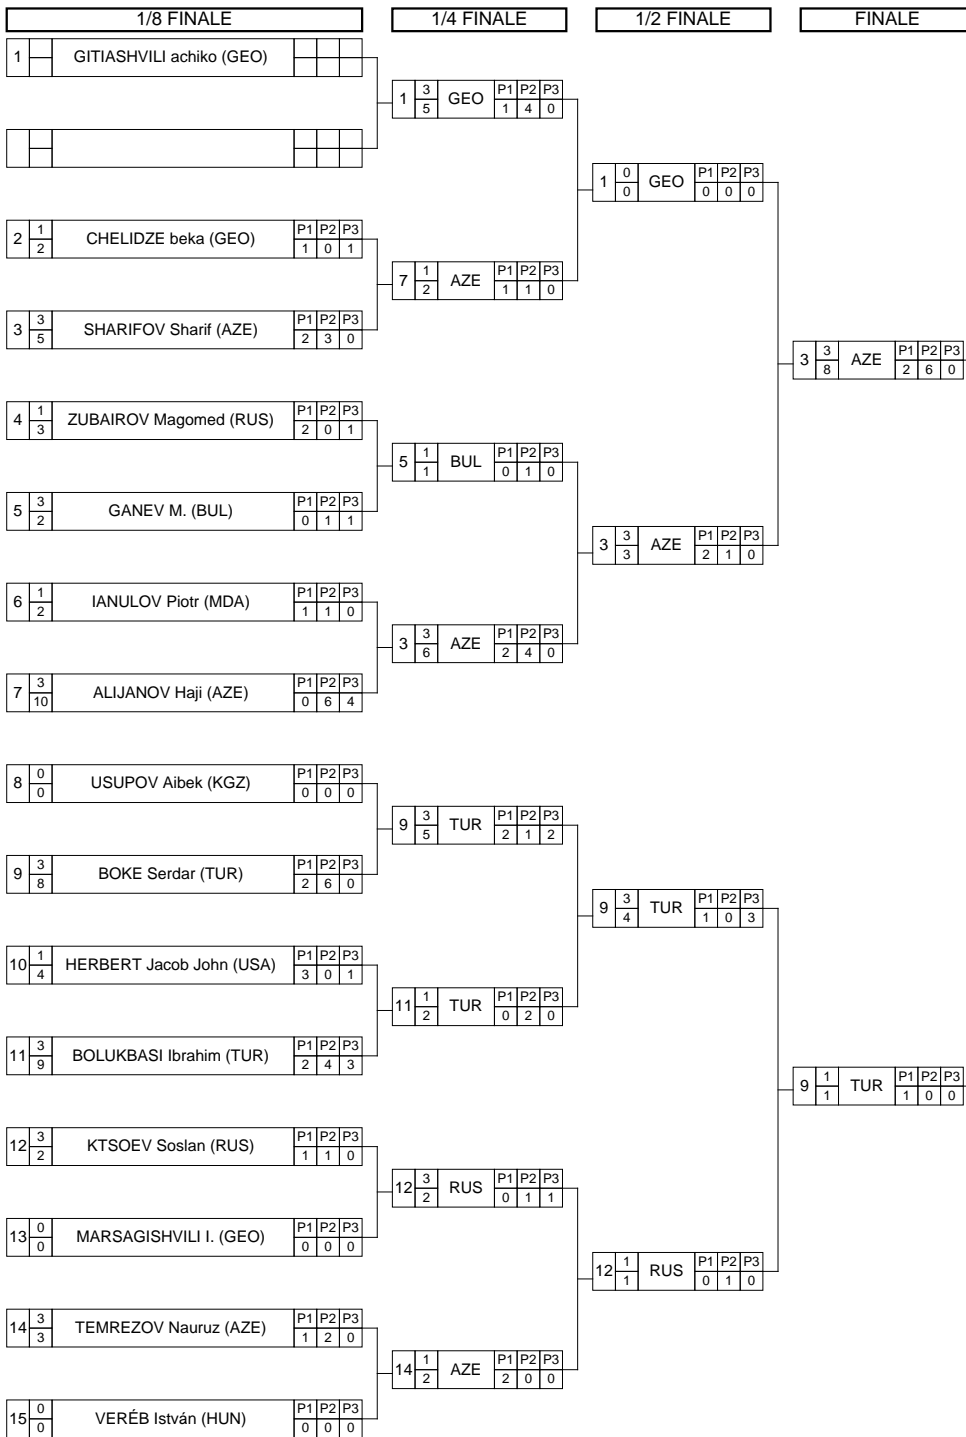 1/8 FINALE 1/4 FINALE 1/2 FINALE FINALE
1 GITIASHVILI achiko (GEO)
1 3 5 GEO P1 P2 P3 1 4 0
1 0 0 GEO P1 P2 P3 0 0 0
2 1 2 CHELIDZE beka (GEO) P1 P2 P3 1 0 1
7 1 2 AZE P1 P2 P3 1 1 0
3 3 5 SHARIFOV Sharif (AZE) P1 P2 P3 2 3 0
3 3 8 AZE P1 P2 P3 2 6 0
4 1 3 ZUBAIROV Magomed (RUS) P1 P2 P3 2 0 1
5 1 1 BUL P1 P2 P3 0 1 0
5 3 2 GANEV M. (BUL) P1 P2 P3 0 1 1
3 3 3 AZE P1 P2 P3 2 1 0
6 1 2 IANULOV Piotr (MDA) P1 P2 P3 1 1 0
3 3 6 AZE P1 P2 P3 2 4 0
7 3 10 ALIJANOV Haji (AZE) P1 P2 P3 0 6 4
8 0 0 USUPOV Aibek (KGZ) P1 P2 P3 0 0 0
9 3 5 TUR P1 P2 P3 2 1 2
9 3 8 BOKE Serdar (TUR) P1 P2 P3 2 6 0
9 3 4 TUR P1 P2 P3 1 0 3
10 1 4 HERBERT Jacob John (USA) P1 P2 P3 3 0 1
11 1 2 TUR P1 P2 P3 0 2 0
11 3 9 BOLUKBASI Ibrahim (TUR) P1 P2 P3 2 4 3
9 1 1 TUR P1 P2 P3 1 0 0
12 3 2 KTSOEV Soslan (RUS) P1 P2 P3 1 1 0
12 3 2 RUS P1 P2 P3 0 1 1
13 0 0 MARSAGISHVILI I. (GEO) P1 P2 P3 0 0 0
12 1 1 RUS P1 P2 P3 0 1 0
14 3 3 TEMREZOV Nauruz (AZE) P1 P2 P3 1 2 0
14 1 2 AZE P1 P2 P3 2 0 0
15 0 0 VERÉB István (HUN) P1 P2 P3 0 0 0